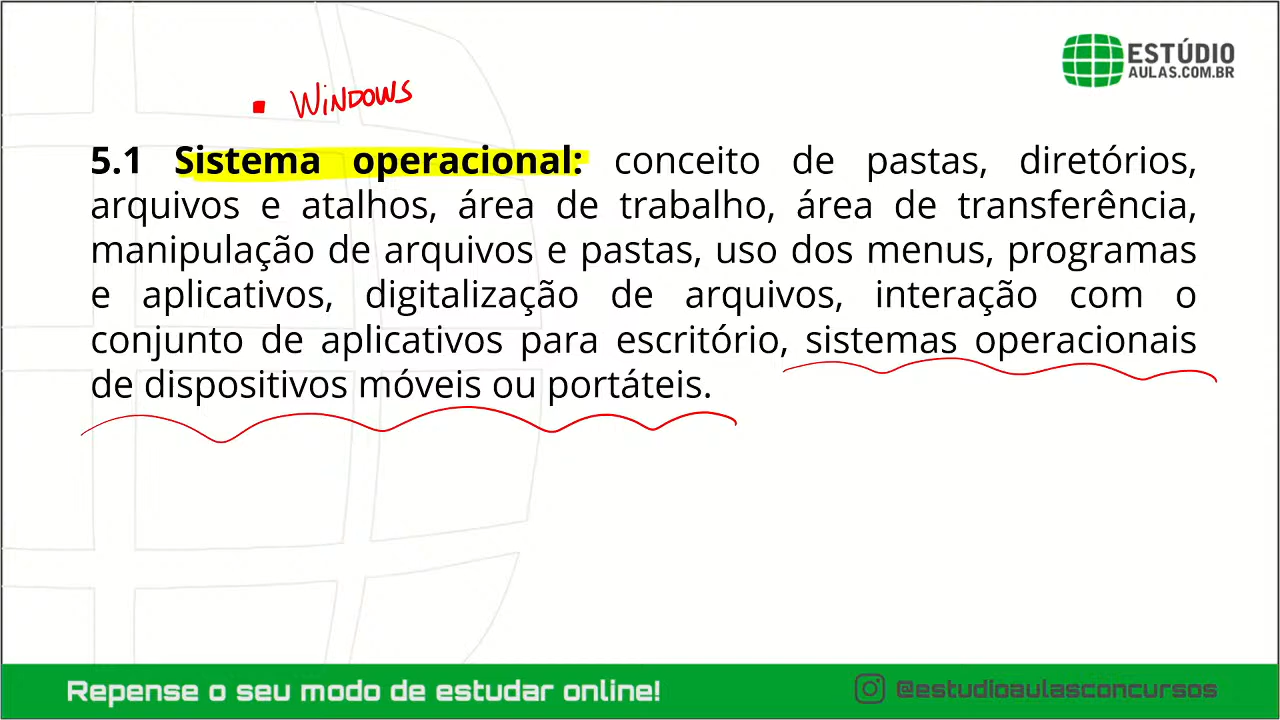 ESTÚDIO
AULAS.COM.BR
▪ WINDOWS
5.1 Sistema operacional: conceito de pastas, diretórios,
arquivos e atalhos, área de trabalho, área de transferência,
manipulação de arquivos e pastas, uso dos menus, programas
e aplicativos, digitalização de arquivos, interação com o
conjunto de aplicativos para escritório, sistemas operacionais
de dispositivos móveis ou portáteis.
Repense o seu modo de estudar online!
@estudioaulasconcursos